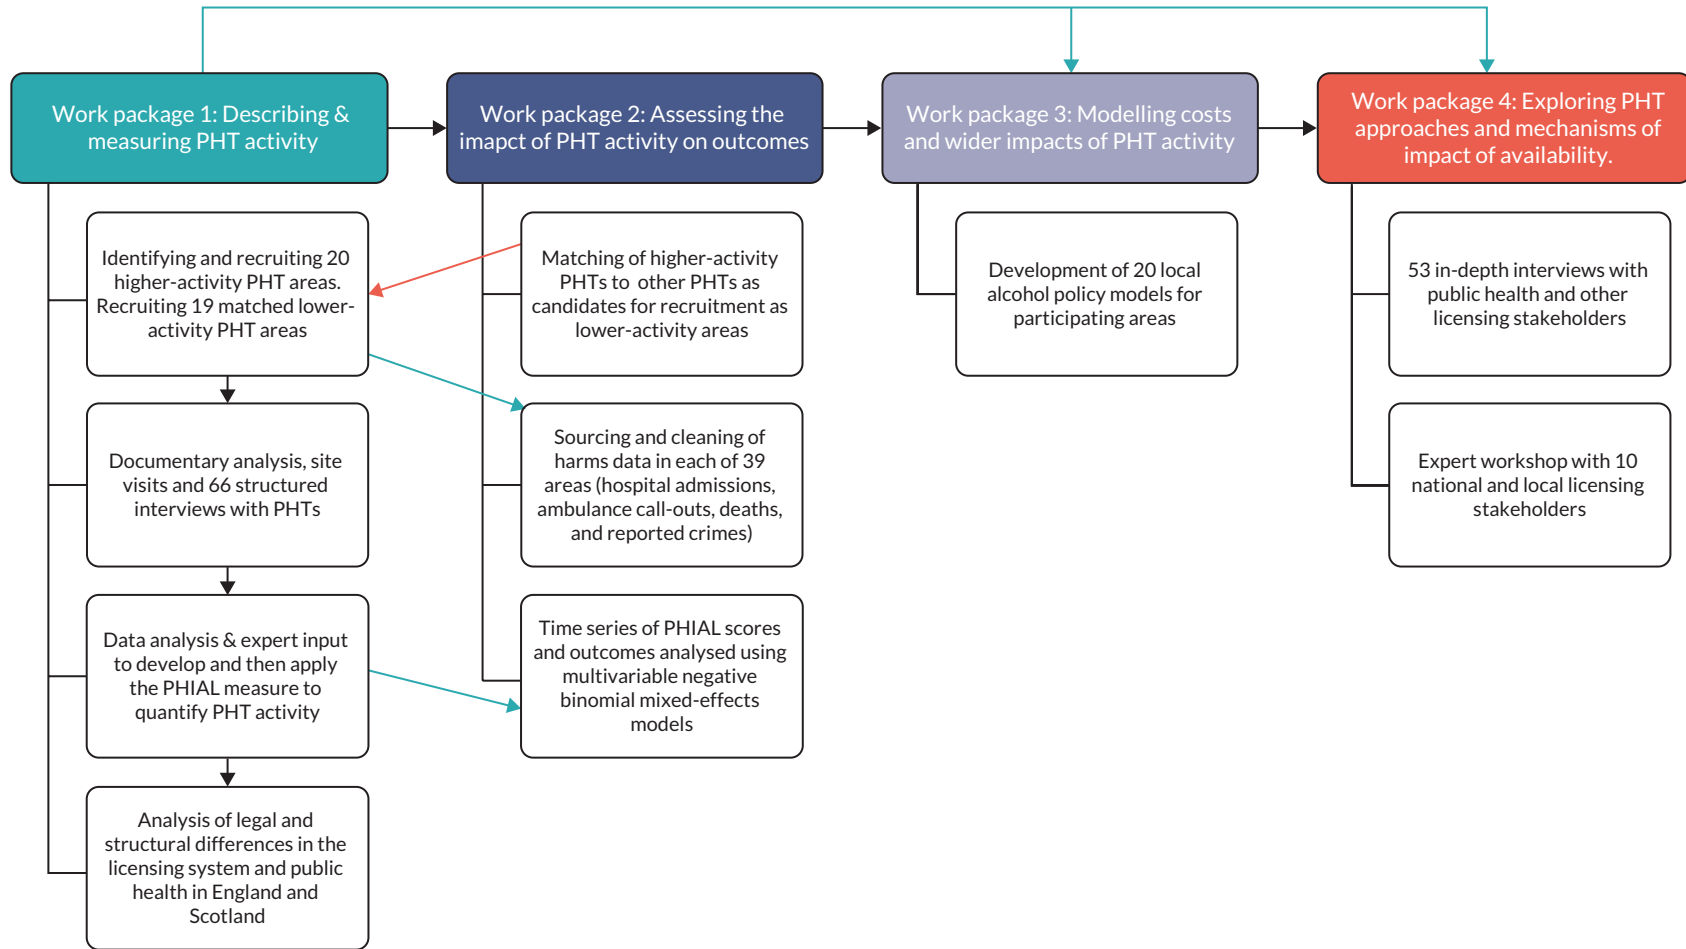 Work package 1: Describing &
measuring PHT activity
Identifying and recruiting 20
higher-activity PHT areas.
Recruiting 19 matched lower-
activity PHT areas
Documentary analysis, site
visits and 66 structured
interviews with PHTs
Data analysis & expert input
to develop and then apply
the PHIAL measure to
quantify PHT activity
Analysis of legal and
structural differences in the
licensing system and public
health in England and
Scotland
Work package 2: Assessing the
imapct of PHT activity on outcomes
Matching of higher-activity
PHTs to other PHTs as
candidates for recruitment as
lower-activity areas
Sourcing and cleaning of
harms data in each of 39
areas (hospital admissions,
ambulance call-outs, deaths,
and reported crimes)
Time series of PHIAL scores
and outcomes analysed using
multivariable negative
binomial mixed-effects
models
Work package 3: Modelling costs
and wider impacts of PHT activity
Development of 20 local
alcohol policy models for
participating areas
Work package 4: Exploring PHT
approaches and mechanisms of
impact of availability.
53 in-depth interviews with
public health and other
licensing stakeholders
Expert workshop with 10
national and local licensing
stakeholders